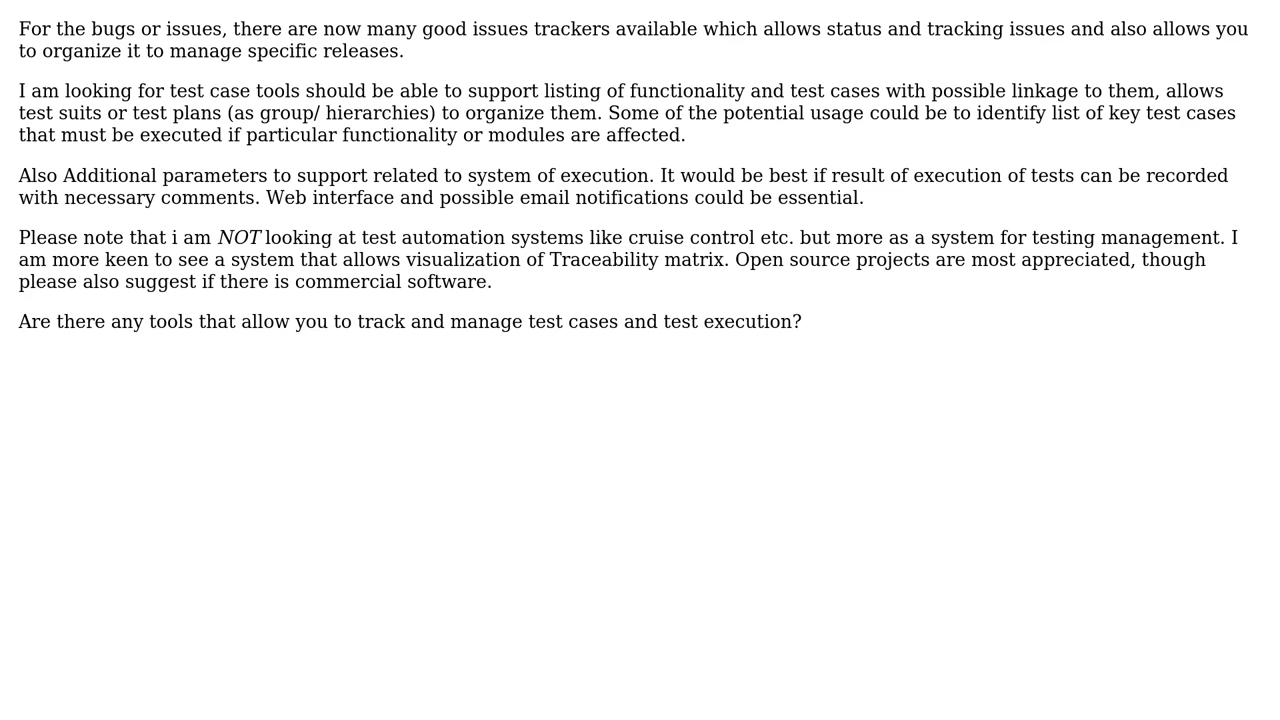 For the bugs or issues, there are now many good issues trackers available which allows status and tracking issues and also allows you
to organize it to manage specific releases.
I am looking for test case tools should be able to support listing of functionality and test cases with possible linkage to them, allows
test suits or test plans (as group/ hierarchies) to organize them. Some of the potential usage could be to identify list of key test cases
that must be executed if particular functionality or modules are affected.
Also Additional parameters to support related to system of execution. It would be best if result of execution of tests can be recorded
with necessary comments. Web interface and possible email notifications could be essential.
Please note that i am NOT looking at test automation systems like cruise control etc. but more as a system for testing management. I
am more keen to see a system that allows visualization of Traceability matrix. Open source projects are most appreciated, though
please also suggest if there is commercial software.
Are there any tools that allow you to track and manage test cases and test execution?